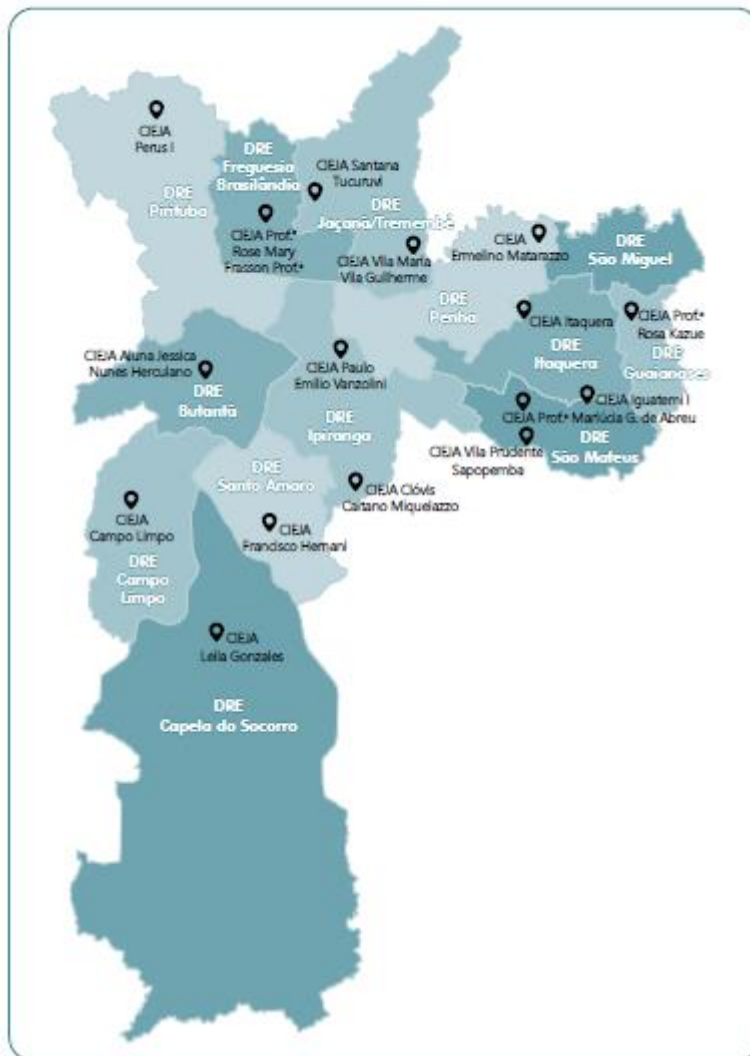 CIEJA
Perus I
DRE
Pirituba
DRE
Freguesia
Brasilândia
CIEJA Santana
Tucuruvi
DRE
Jaçanã/Tremembé
CIEJA Prof.ª
Rose Mary
Frasson Prof.ª
CIEJA Vila Maria
Vila Guilherme
CIEJA
Ermelino Matarazzo
DRE
São Miguel
DRE
Penha
CIEJA Itaquera
CIEJA Prof.ª
Rosa Kazue
DRE
Itaquera
DRE
Guaianases
CIEJA Aluna Jessica
Nunes Herculano
DRE
Butantã
CIEJA Paulo
Emílio Vanzolini
DRE
Ipiranga
CIEJA Iguatemi I
CIEJA Prof.ª Marlúcia G. de Abreu
DRE
São Mateus
CIEJA Vila Prudente
Sapopemba
DRE
Santo Amaro
CIEJA Clóvis
Caitano Miquelazzo
CIEJA
Campo Limpo
CIEJA
Francisco Hernani
DRE
Campo
Limpo
CIEJA
Leila Gonzales
DRE
Capela do Socorro